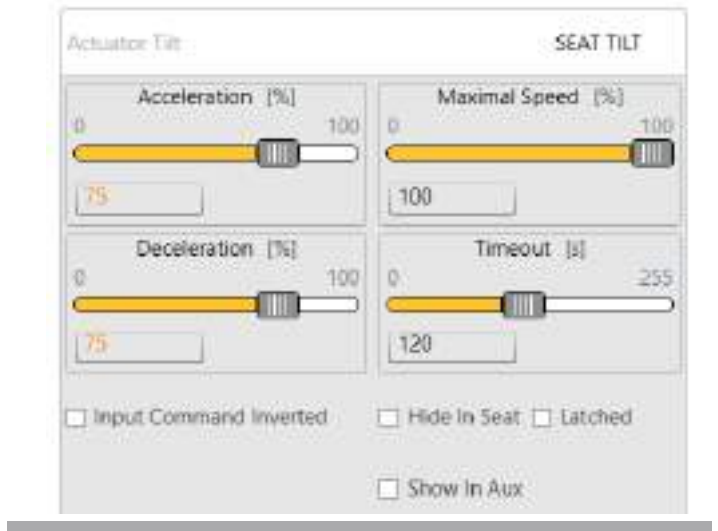 Actuator Tilt SEAT TILT
Acceleration [%] Maximal Speed [%]
0 100 0 100
75 100
Deceleration [%] Timeout [s]
0 100 0 255
75 120
Input Command Inverted Hide In Seat Latched
Show In Aux